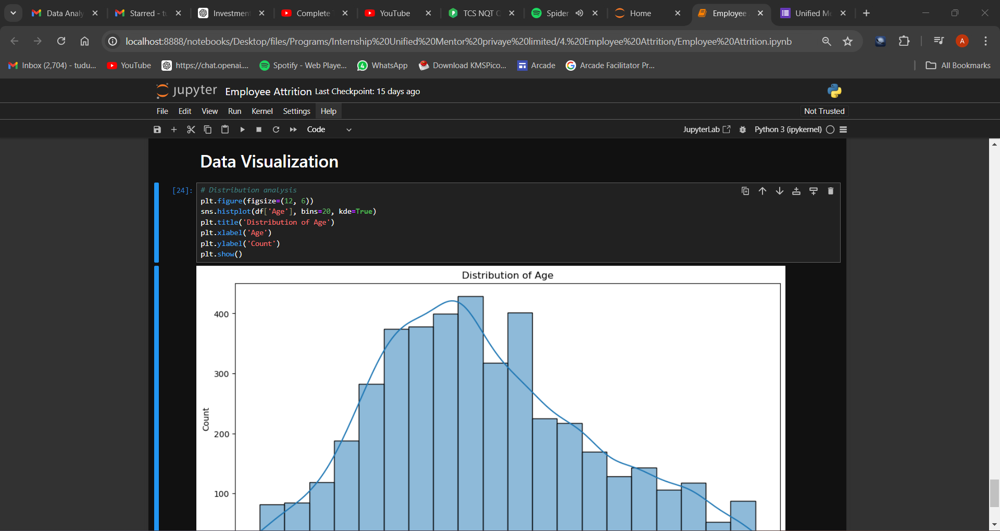 Data Analy
Starred - tu
Investmen
Complete
YouTube
TCS NQT C
Spider
Home
Employee
Unified Me
localhost:8888/notebooks/Desktop/files/Programs/Internship%20Unified%20Mentor%20privaye%20limited/4.%20Employee%20Attrition/Employee%20Attrition.ipynb
A
Inbox (2,704) - tudu...
YouTube
https://chat.openai....
Spotify - Web Playe...
4
WhatsApp
Download KMSPico...
Arcade
Arcade Facilitator Pr...
All Bookmarks
jupyter Employee Attrition Last Checkpoint: 15 days ago
File Edit View Run Kernel Settings Help
Not Trusted
Code
JupyterLab
Python 3 (ipykernel)
Data Visualization
[24]:
# Distribution analysis
plt.figure(figsize=(12, 6))
sns.histplot(df['Age'], bins=20, kde=True)
plt.title('Distribution of Age')
plt.xlabel('Age')
plt.ylabel('Count')
plt.show()
Distribution of Age
400
300
Count
200
100